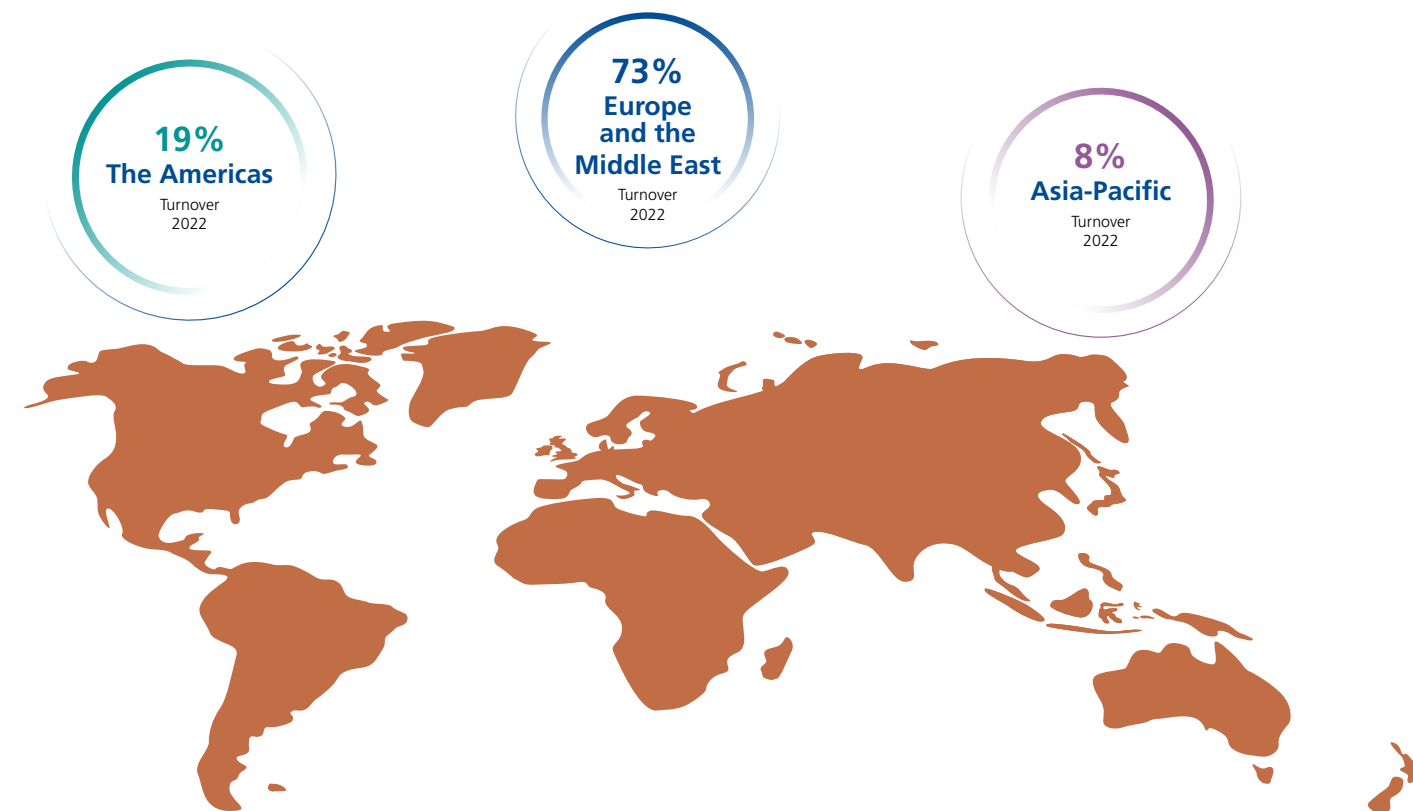 19%
The Americas
Turnover
2022
73%
Europe
and the
Middle East
Turnover
2022
8%
Asia-Pacific
Turnover
2022